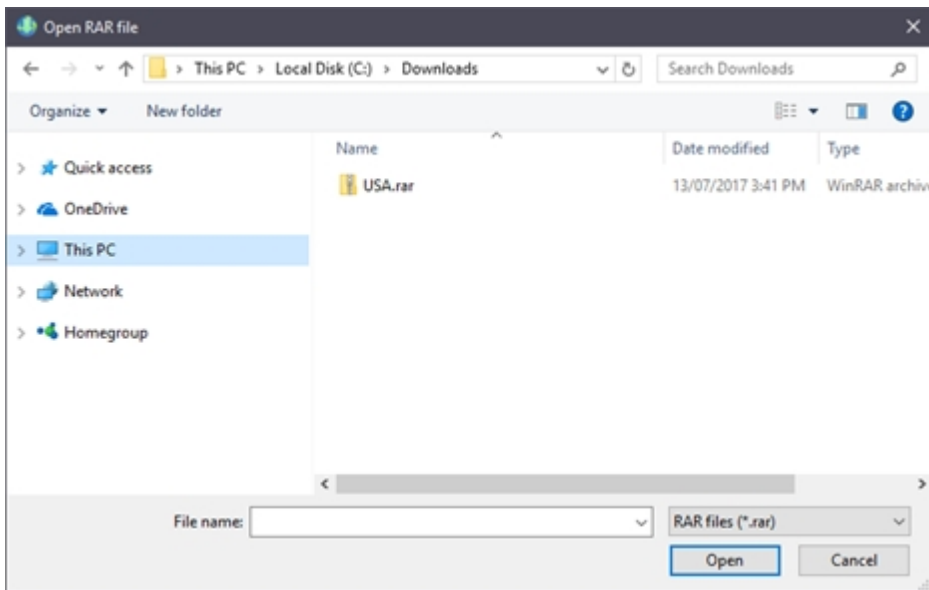 Open RAR file
This PC > Local Disk (C:) > Downloads
Search Downloads
Organize
New folder
Name
Date modified
Type
Quick access
USA.rar
13/07/2017 3:41 PM
WinRAR archiv
OneDrive
This PC
Network
Homegroup
File name:
RAR files (*.rar)
Open
Cancel